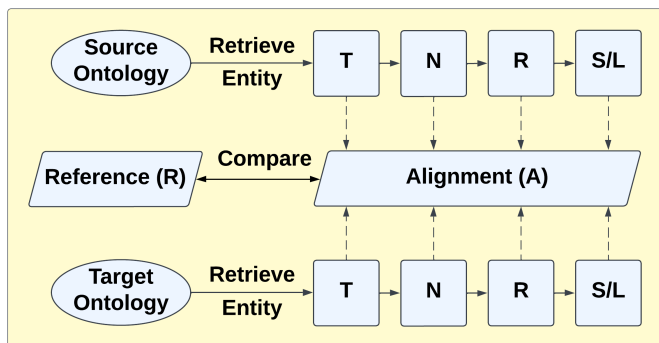 Source
Ontology
Retrieve
Entity
T
N
R
S/L
Reference (R)
Compare
Alignment (A)
Target
Ontology
Retrieve
Entity
T
N
R
S/L